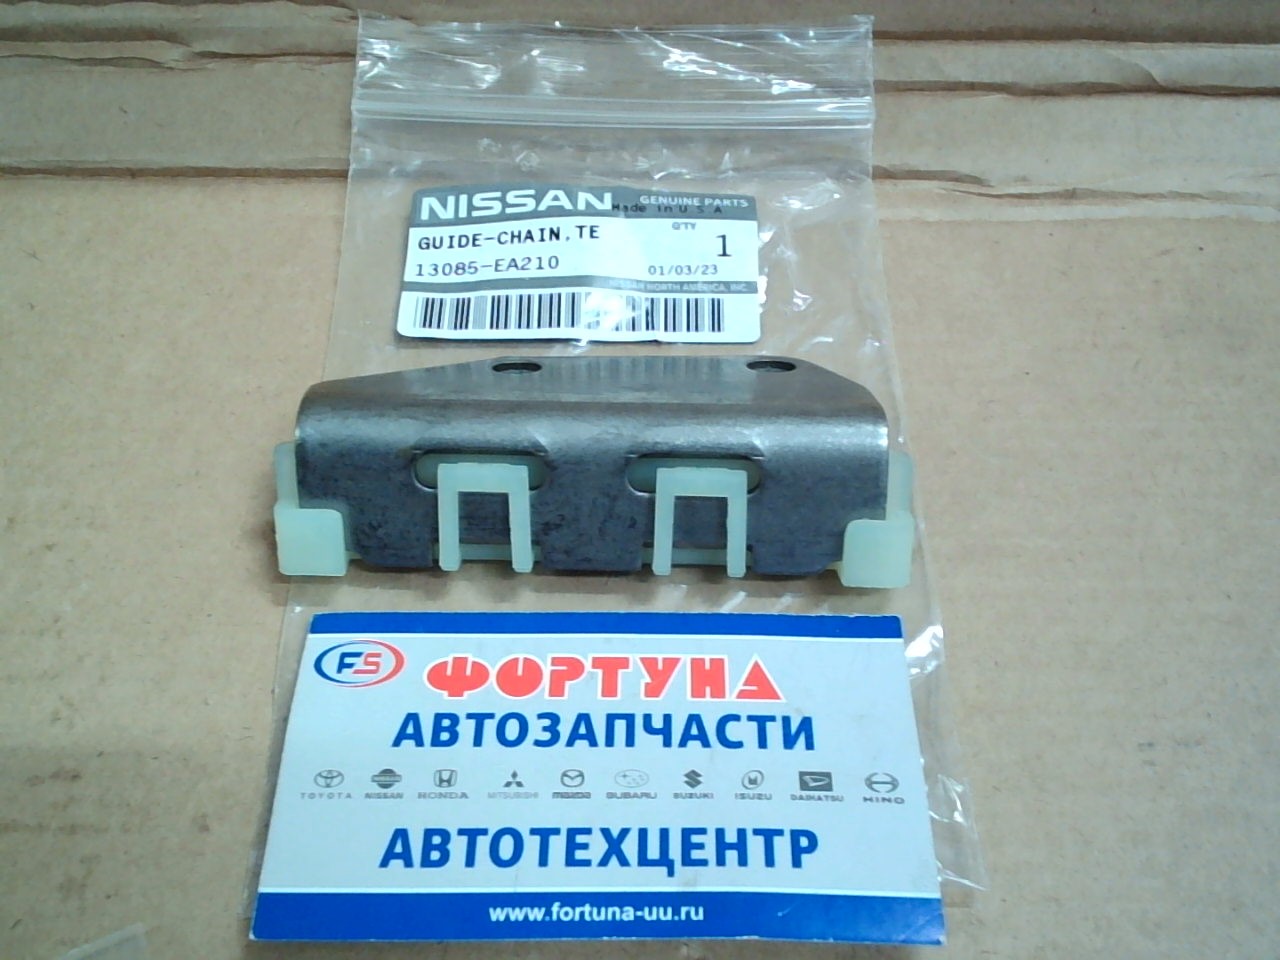 NISSAN GENUINE PARTS
Made in U S A
GUIDE-CHAIN,TE Q'TY 1
13085-EA210 01/03/23
NISSAN NORTH AMERICA, INC.
FS ФОРТУНА
АВТОЗАПЧАСТИ
TOYOTA NISSAN HONDA MITSUBISHI mazda SUBARU SUZUKI ISUZU DAIHATSU HINO
АВТОТЕХЦЕНТР
www.fortuna-uu.ru